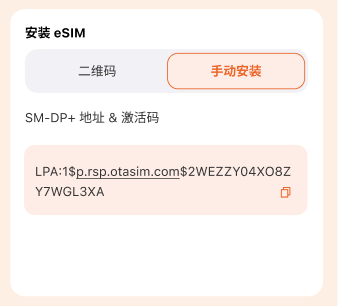 安装 eSIM
二维码
手动安装
SM-DP+ 地址 & 激活码
LPA:1$p.rsp.otasim.com$2WEZZY04XO8Z
Y7WGL3XA